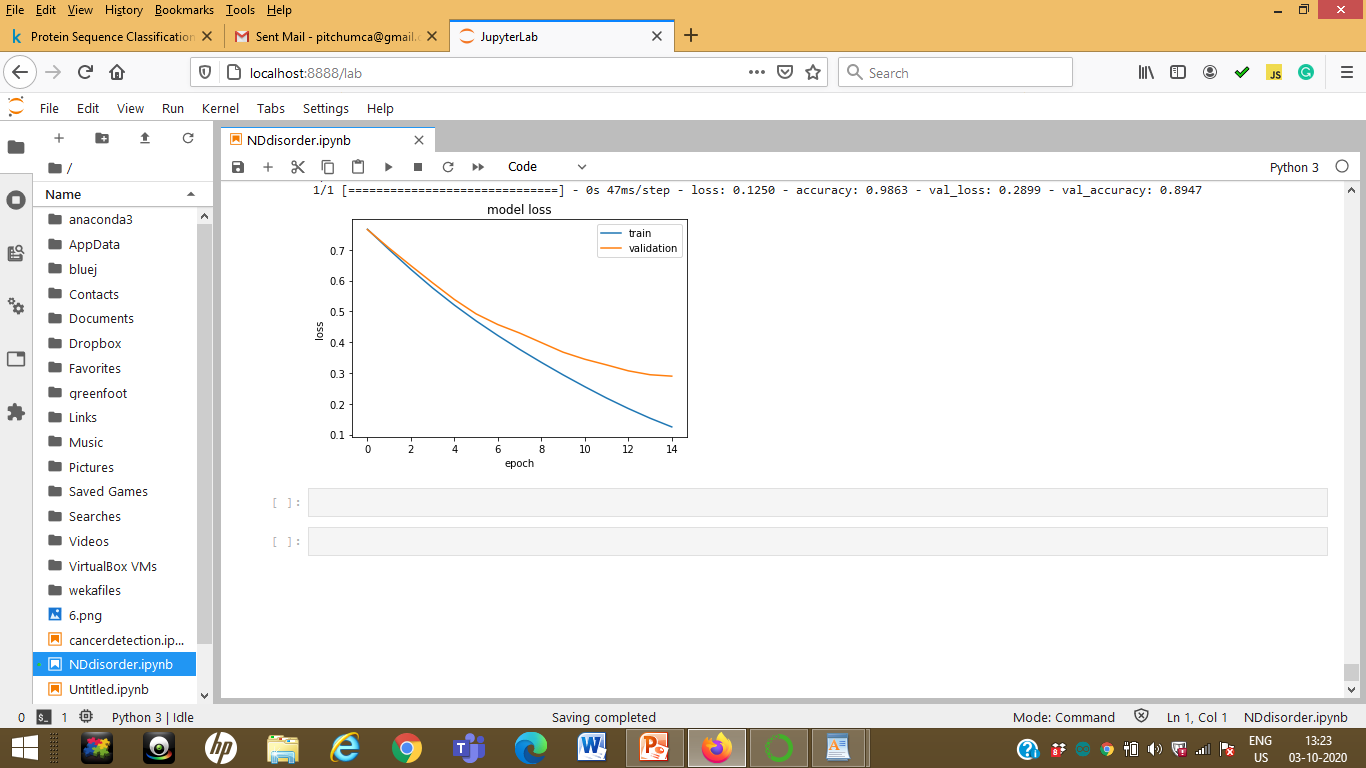 File Edit View History Bookmarks Tools Help
Protein Sequence Classification
Sent Mail - pitchumca@gmail.
JupyterLab
localhost:8888/lab
Search
JS
File Edit View Run Kernel Tabs Settings Help
NDdisorder.ipynb
/
Code
Python 3
Name
anaconda3
AppData
bluej
Contacts
Documents
Dropbox
Favorites
greenfoot
Links
Music
Pictures
Saved Games
Searches
Videos
VirtualBox VMs
wekafiles
6.png
cancerdetection.ip...
NDdisorder.ipynb
Untitled.ipynb
1/1 [==============================] - 0s 47ms/step - loss: 0.1250 - accuracy: 0.9863 - val_loss: 0.2899 - val_accuracy: 0.8947
model loss
train
validation
0.7
0.6
0.5
0.4
0.3
0.2
0.1
loss
0 2 4 6 8 10 12 14
epoch
[ ]:
[ ]:
0 $_ 1 Python 3 | Idle Saving completed Mode: Command Ln 1, Col 1 NDdisorder.ipynb
hp
ENG
US
13:23
03-10-2020